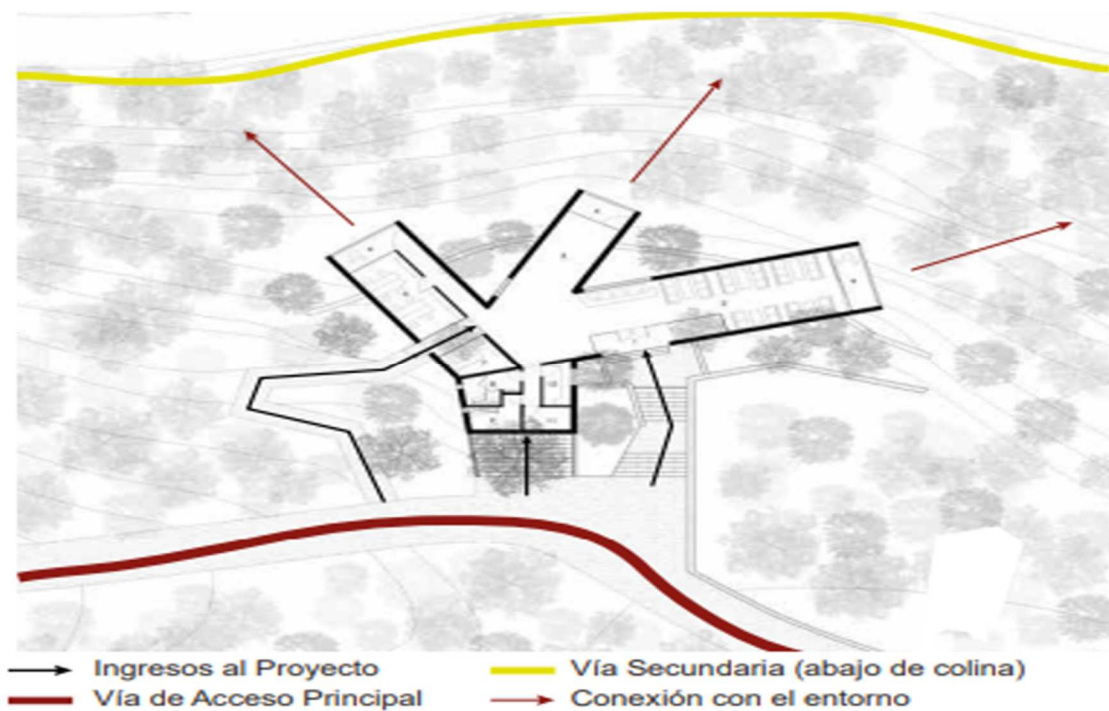 Ingresos al Proyecto
Vía Secundaria (abajo de colina)
Vía de Acceso Principal
Conexión con el entorno